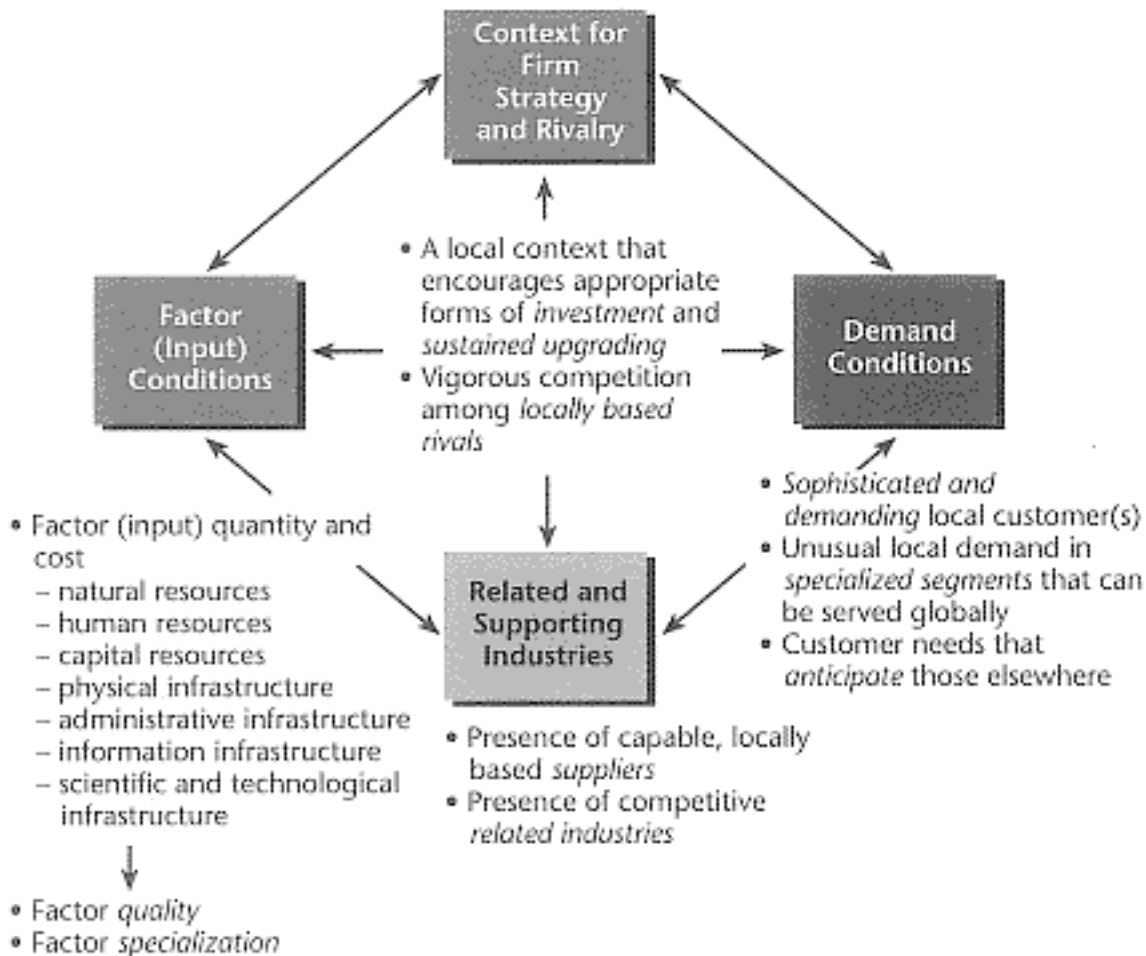 Context for
Firm
Strategy
and Rivalry
• A local context that
encourages appropriate
forms of investment and
sustained upgrading
• Vigorous competition
among locally based
rivals
Factor
(Input)
Conditions
Demand
Conditions
• Factor (input) quantity and
cost
– natural resources
– human resources
– capital resources
– physical infrastructure
– administrative infrastructure
– information infrastructure
– scientific and technological
infrastructure
• Factor quality
• Factor specialization
Related and
Supporting
Industries
• Presence of capable, locally
based suppliers
• Presence of competitive
related industries
• Sophisticated and
demanding local customer(s)
• Unusual local demand in
specialized segments that can
be served globally
• Customer needs that
anticipate those elsewhere